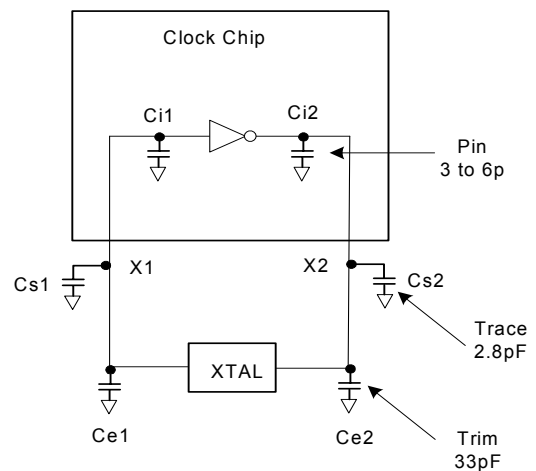 Clock Chip
Ci1
Ci2
Pin
3 to 6p
X1
X2
Cs1
Cs2
Trace
2.8pF
XTAL
Ce1
Ce2
Trim
33pF